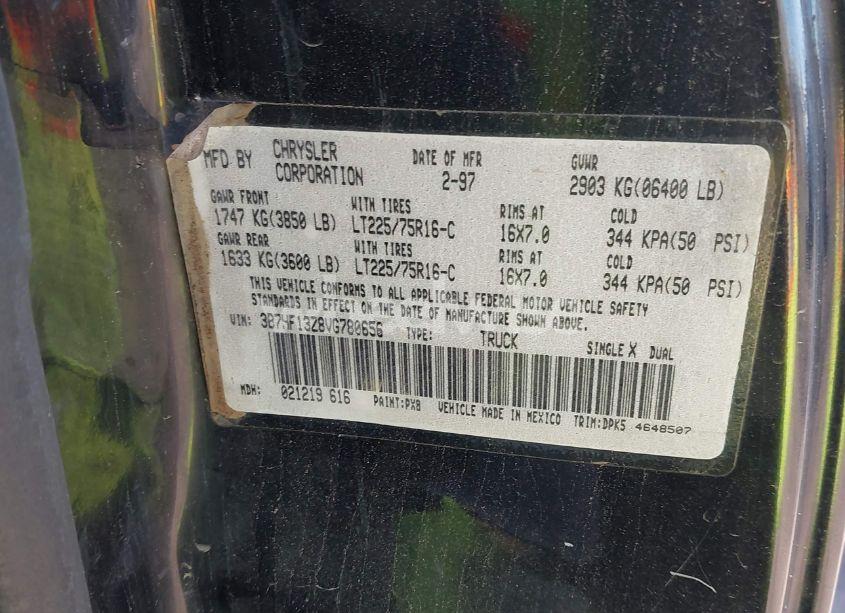 MFD BY CHRYSLER CORPORATION DATE OF MFR 2-97 GVWR 2903 KG(06400 LB)
GAWR FRONT WITH TIRES RIMS AT COLD
1747 KG(3850 LB) LT225/75R16-C 16X7.0 344 KPA(50 PSI)
GAWR REAR WITH TIRES RIMS AT COLD
1633 KG(3600 LB) LT225/75R16-C 16X7.0 344 KPA(50 PSI)
THIS VEHICLE CONFORMS TO ALL APPLICABLE FEDERAL MOTOR VEHICLE SAFETY
STANDARDS IN EFFECT ON THE DATE OF MANUFACTURE SHOWN ABOVE.
VIN: 3B7HF13Z8VG780656 TYPE: TRUCK SINGLE X DUAL
MDH: 021219 616 PAINT:PX8 VEHICLE MADE IN MEXICO TRIM:DPK5 4648507